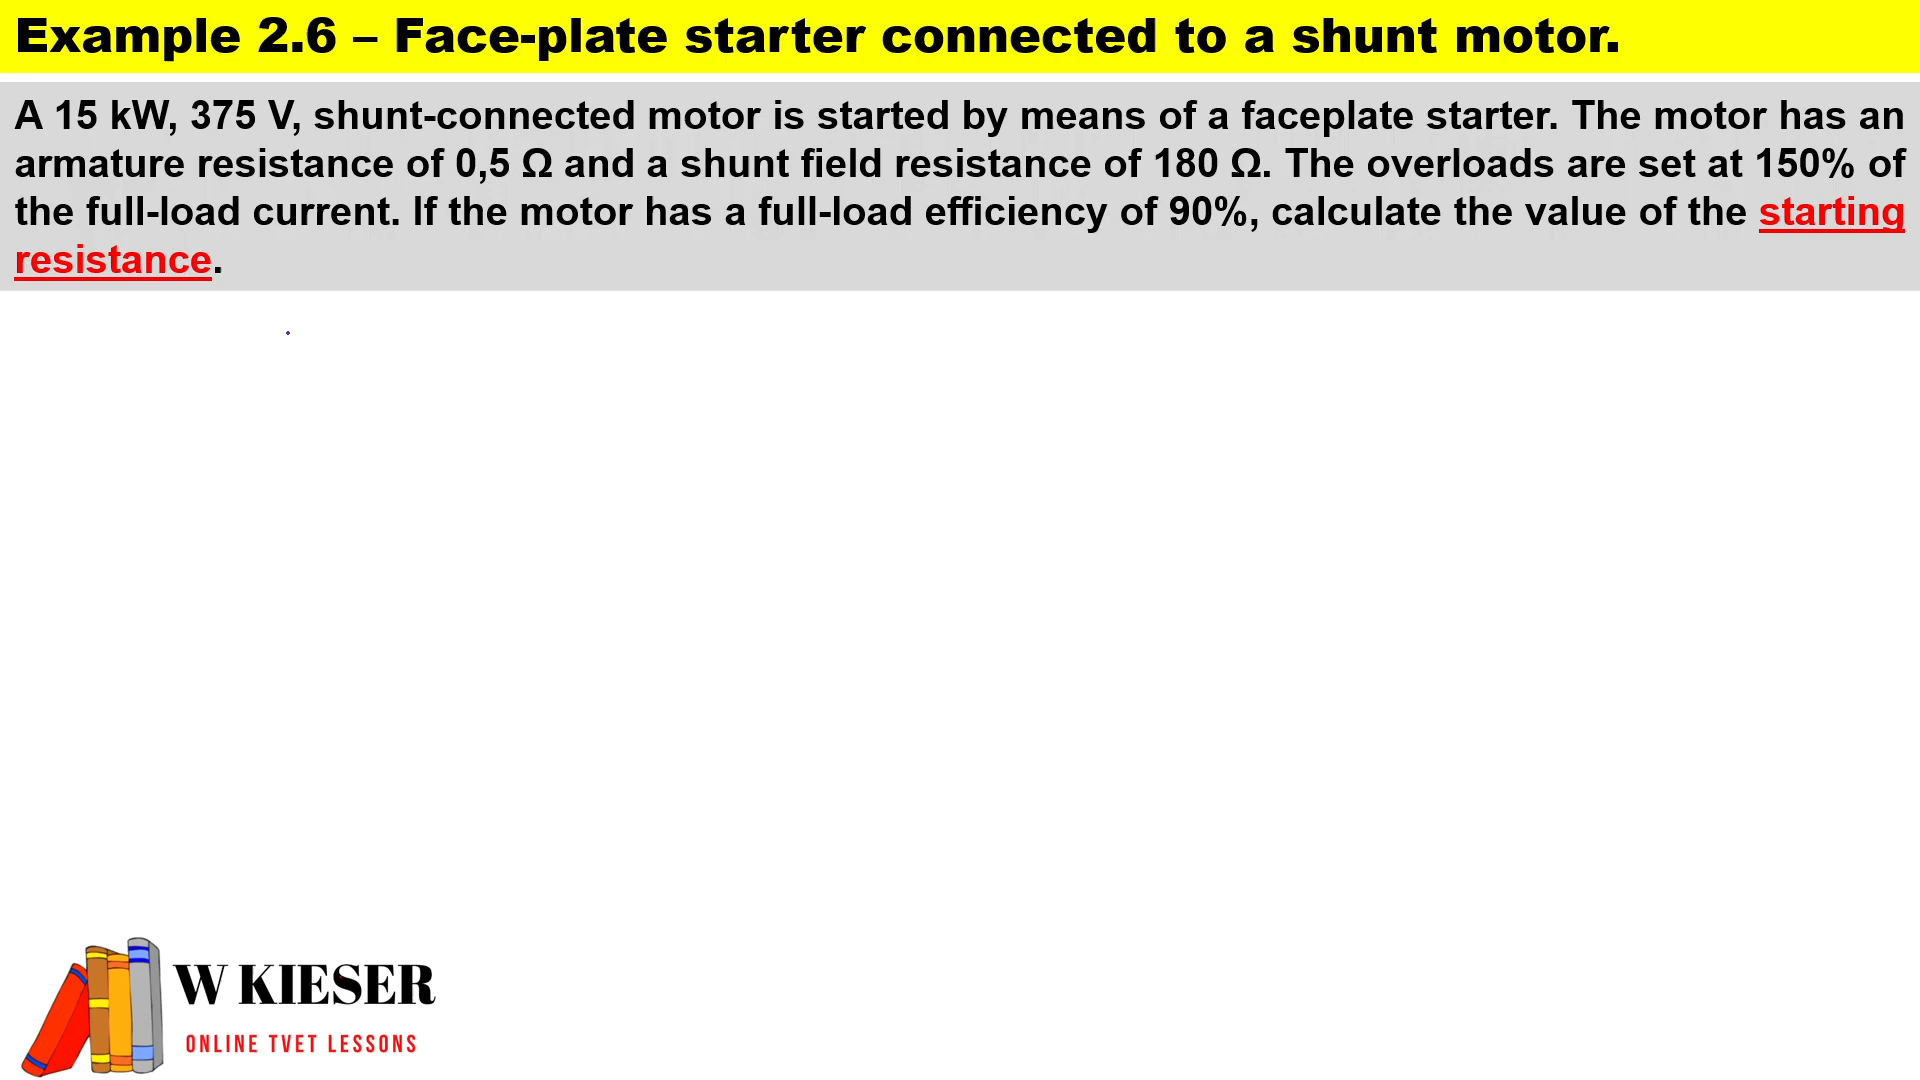 Example 2.6 – Face-plate starter connected to a shunt motor.
A 15 kW, 375 V, shunt-connected motor is started by means of a faceplate starter. The motor has an
armature resistance of 0,5 Ω and a shunt field resistance of 180 Ω. The overloads are set at 150% of
the full-load current. If the motor has a full-load efficiency of 90%, calculate the value of the starting
resistance.
W KIESER
ONLINE TVET LESSONS